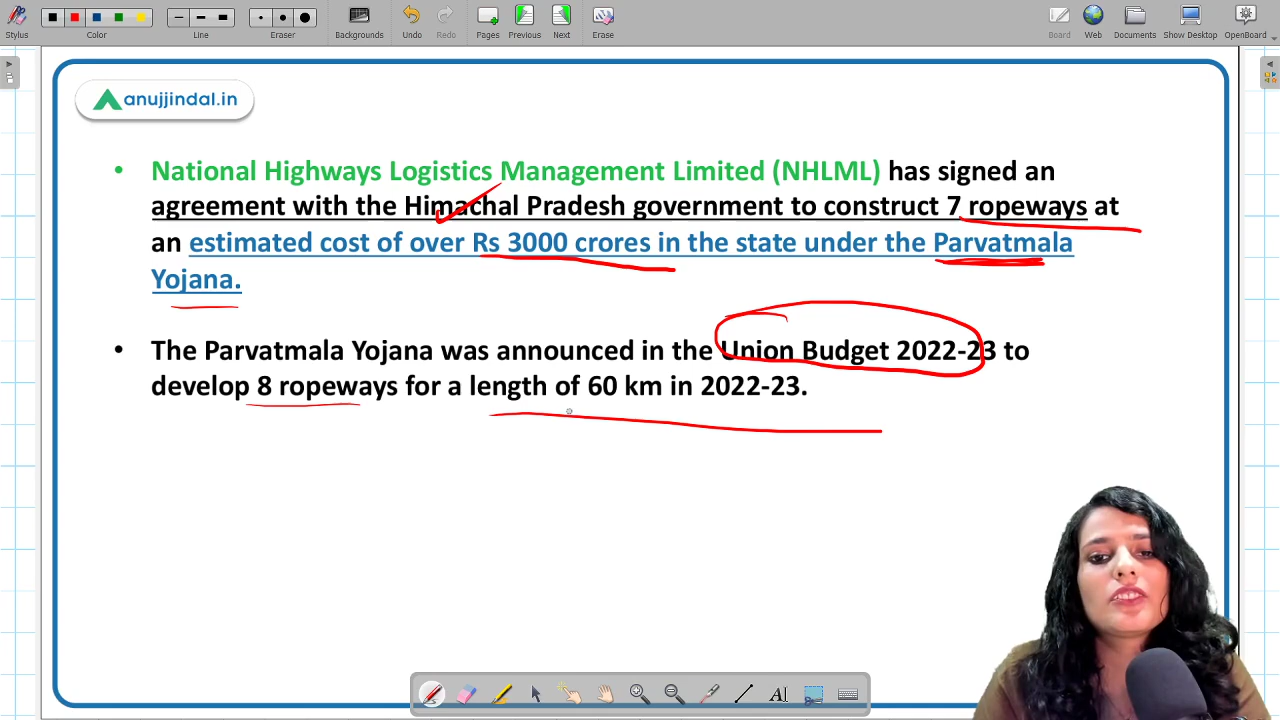 Stylus
Color
Line
Eraser
Backgrounds
Undo
Redo
Pages
Previous
Next
Erase
Board
Web
Documents
Show Desktop
OpenBoard
anujjindal.in
• National Highways Logistics Management Limited (NHLML) has signed an
agreement with the Himachal Pradesh government to construct 7 ropeways at
an estimated cost of over Rs 3000 crores in the state under the Parvatmala
Yojana.
• The Parvatmala Yojana was announced in the Union Budget 2022-23 to
develop 8 ropeways for a length of 60 km in 2022-23.
AI